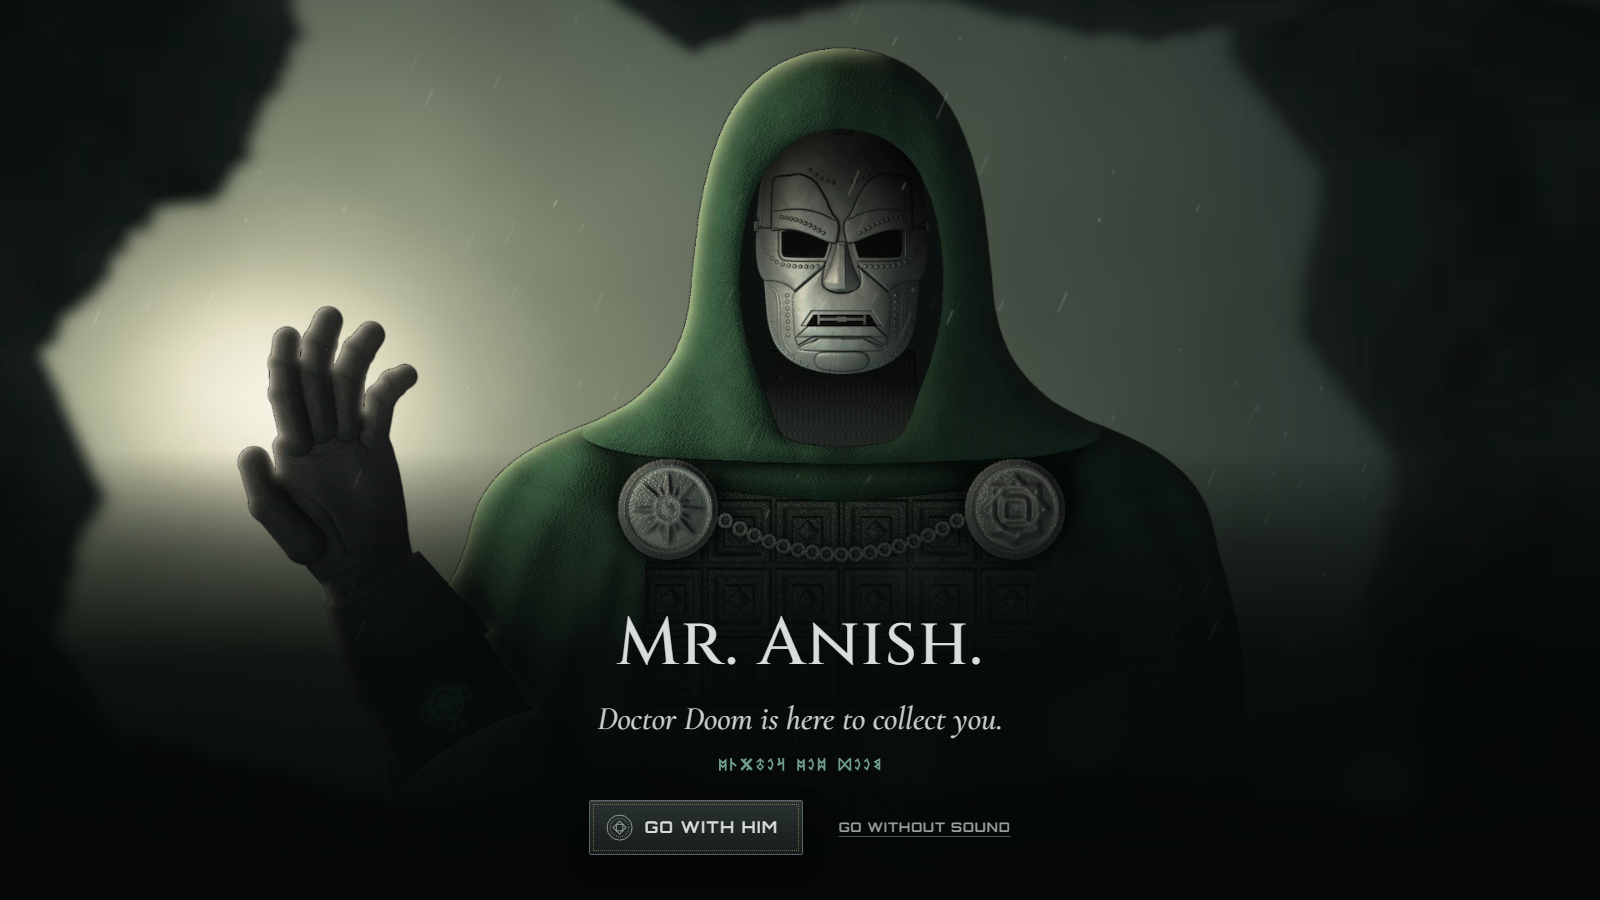 Mr. Anish.
Doctor Doom is here to collect you.
GO WITH HIM
GO WITHOUT SOUND